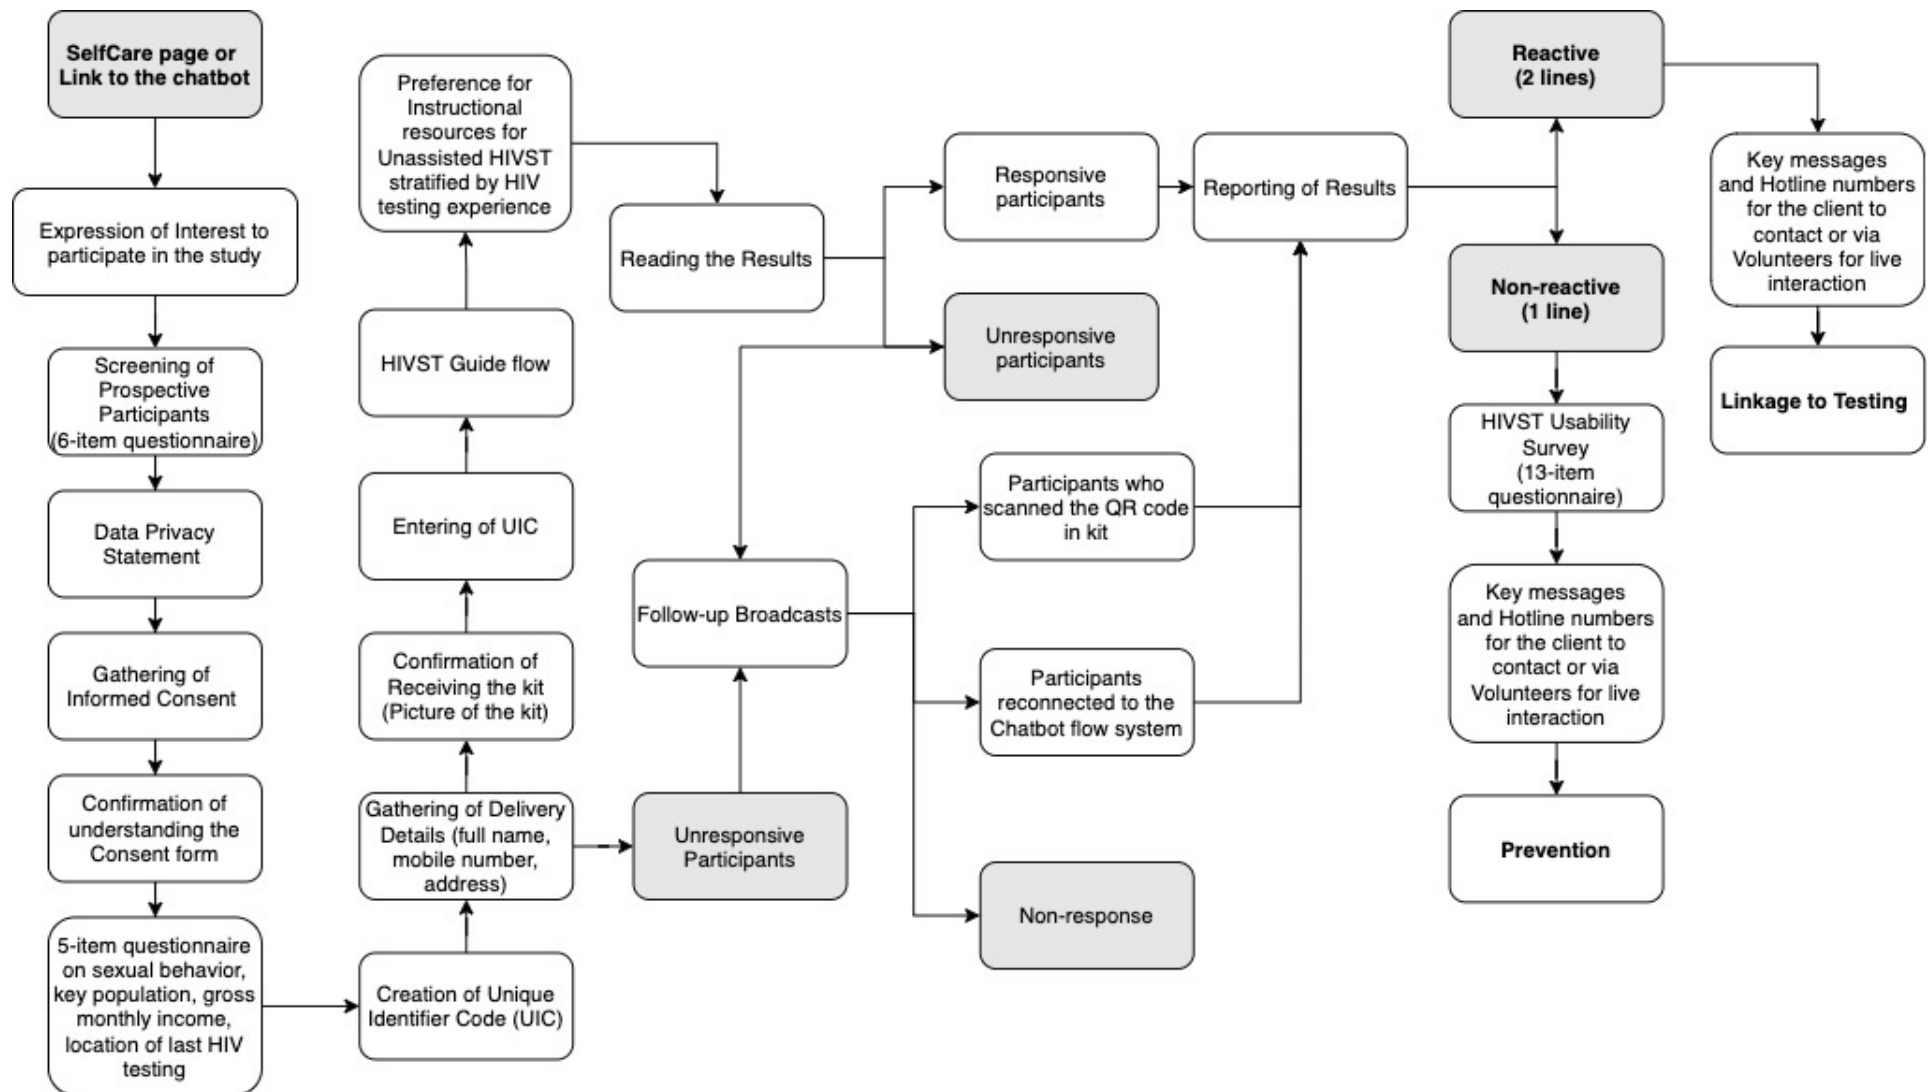 SelfCare page or
Link to the chatbot
Expression of Interest to
participate in the study
Screening of
Prospective
Participants
(6-item questionnaire)
Data Privacy
Statement
Gathering of
Informed Consent
Confirmation of
understanding the
Consent form
5-item questionnaire
on sexual behavior,
key population, gross
monthly income,
location of last HIV
testing
Creation of Unique
Identifier Code (UIC)
Gathering of Delivery
Details (full name,
mobile number,
address)
Confirmation of
Receiving the kit
(Picture of the kit)
Entering of UIC
HIVST Guide flow
Preference for
Instructional
resources for
Unassisted HIVST
stratified by HIV
testing experience
Reading the Results
Unresponsive
Participants
Follow-up Broadcasts
Responsive
participants
Unresponsive
participants
Participants who
scanned the QR code
in kit
Participants
reconnected to the
Chatbot flow system
Non-response
Reporting of Results
Reactive
(2 lines)
Non-reactive
(1 line)
HIVST Usability
Survey
(13-item
questionnaire)
Key messages
and Hotline numbers
for the client to
contact or via
Volunteers for live
interaction
Prevention
Key messages
and Hotline numbers
for the client to
contact or via
Volunteers for live
interaction
Linkage to Testing